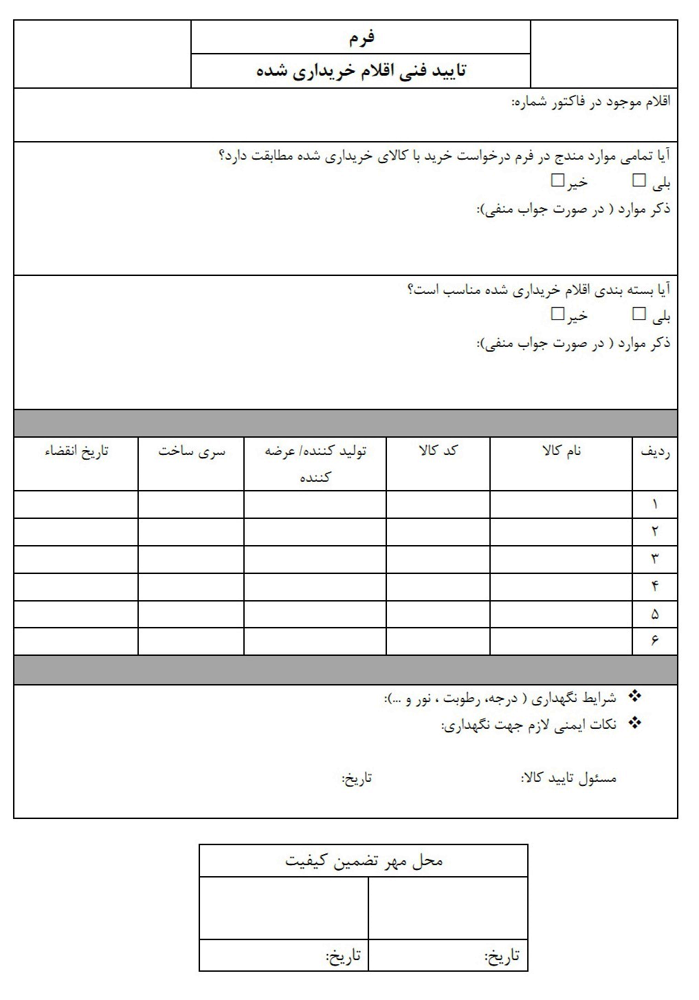 فرم
تایید فنی اقلام خریداری شده
اقلام موجود در فاکتور شماره:
آیا تمامی موارد مندج در فرم درخواست خرید با کالای خریداری شده مطابقت دارد؟
بلی ☐ خیر☐
ذکر موارد ( در صورت جواب منفی):
آیا بسته بندی اقلام خریداری شده مناسب است؟
بلی ☐ خیر☐
ذکر موارد ( در صورت جواب منفی):
ردیف نام کالا کد کالا تولید کننده/ عرضه کننده سری ساخت تاریخ انقضاء
۱
۲
۳
۴
۵
۶
❖ شرایط نگهداری ( درجه، رطوبت ، نور و ...):
❖ نکات ایمنی لازم جهت نگهداری:
مسئول تایید کالا: تاریخ:
محل مهر تضمین کیفیت
تاریخ: تاریخ: